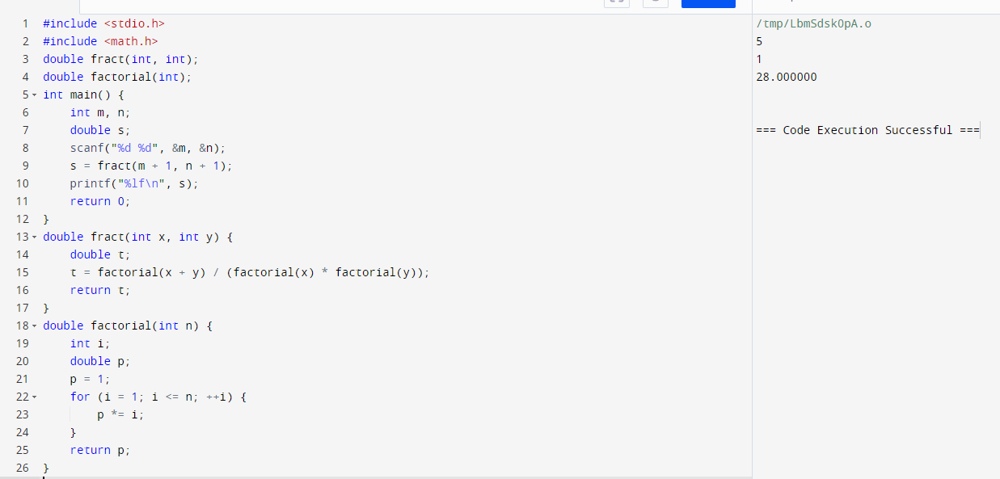 1 #include <stdio.h>
2 #include <math.h>
3 double fract(int, int);
4 double factorial(int);
5 int main() {
6     int m, n;
7     double s;
8     scanf("%d %d", &m, &n);
9     s = fract(m + 1, n + 1);
10     printf("%lf\n", s);
11     return 0;
12 }
13 double fract(int x, int y) {
14     double t;
15     t = factorial(x + y) / (factorial(x) * factorial(y));
16     return t;
17 }
18 double factorial(int n) {
19     int i;
20     double p;
21     p = 1;
22     for (i = 1; i <= n; ++i) {
23         p *= i;
24     }
25     return p;
26 }
/tmp/LbmSdskOpA.o
5
1
28.000000
=== Code Execution Successful ===